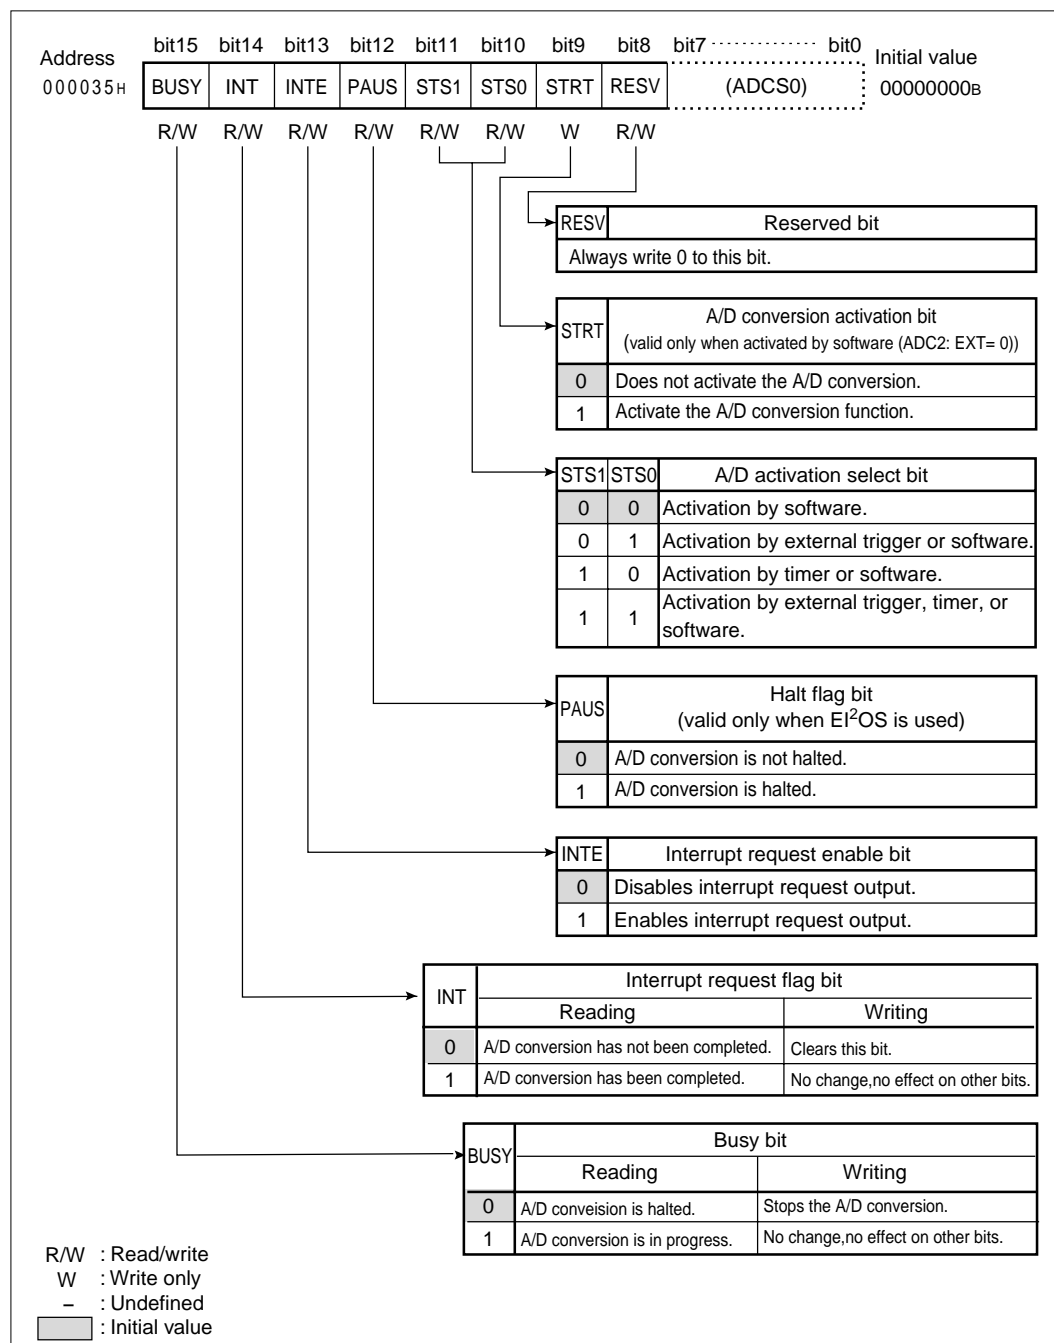 bit15 bit14 bit13 bit12 bit11 bit10 bit9 bit8 bit7 bit0
Address Initial value
000035H BUSY INT INTE PAUS STS1 STS0 STRT RESV (ADCS0) 00000000B
R/W R/W R/W R/W R/W R/W W R/W
RESV Reserved bit
Always write 0 to this bit.
STRT A/D conversion activation bit
(valid only when activated by software (ADC2: EXT= 0))
0 Does not activate the A/D conversion.
1 Activate the A/D conversion function.
STS1 STS0 A/D activation select bit
0 0 Activation by software.
0 1 Activation by external trigger or software.
1 0 Activation by timer or software.
1 1 Activation by external trigger, timer, or
software.
PAUS Halt flag bit
(valid only when EI²OS is used)
0 A/D conversion is not halted.
1 A/D conversion is halted.
INTE Interrupt request enable bit
0 Disables interrupt request output.
1 Enables interrupt request output.
INT Interrupt request flag bit
Reading Writing
0 A/D conversion has not been completed. Clears this bit.
1 A/D conversion has been completed. No change,no effect on other bits.
BUSY Busy bit
Reading Writing
0 A/D conveision is halted. Stops the A/D conversion.
1 A/D conversion is in progress. No change,no effect on other bits.
R/W : Read/write
W : Write only
– : Undefined
: Initial value